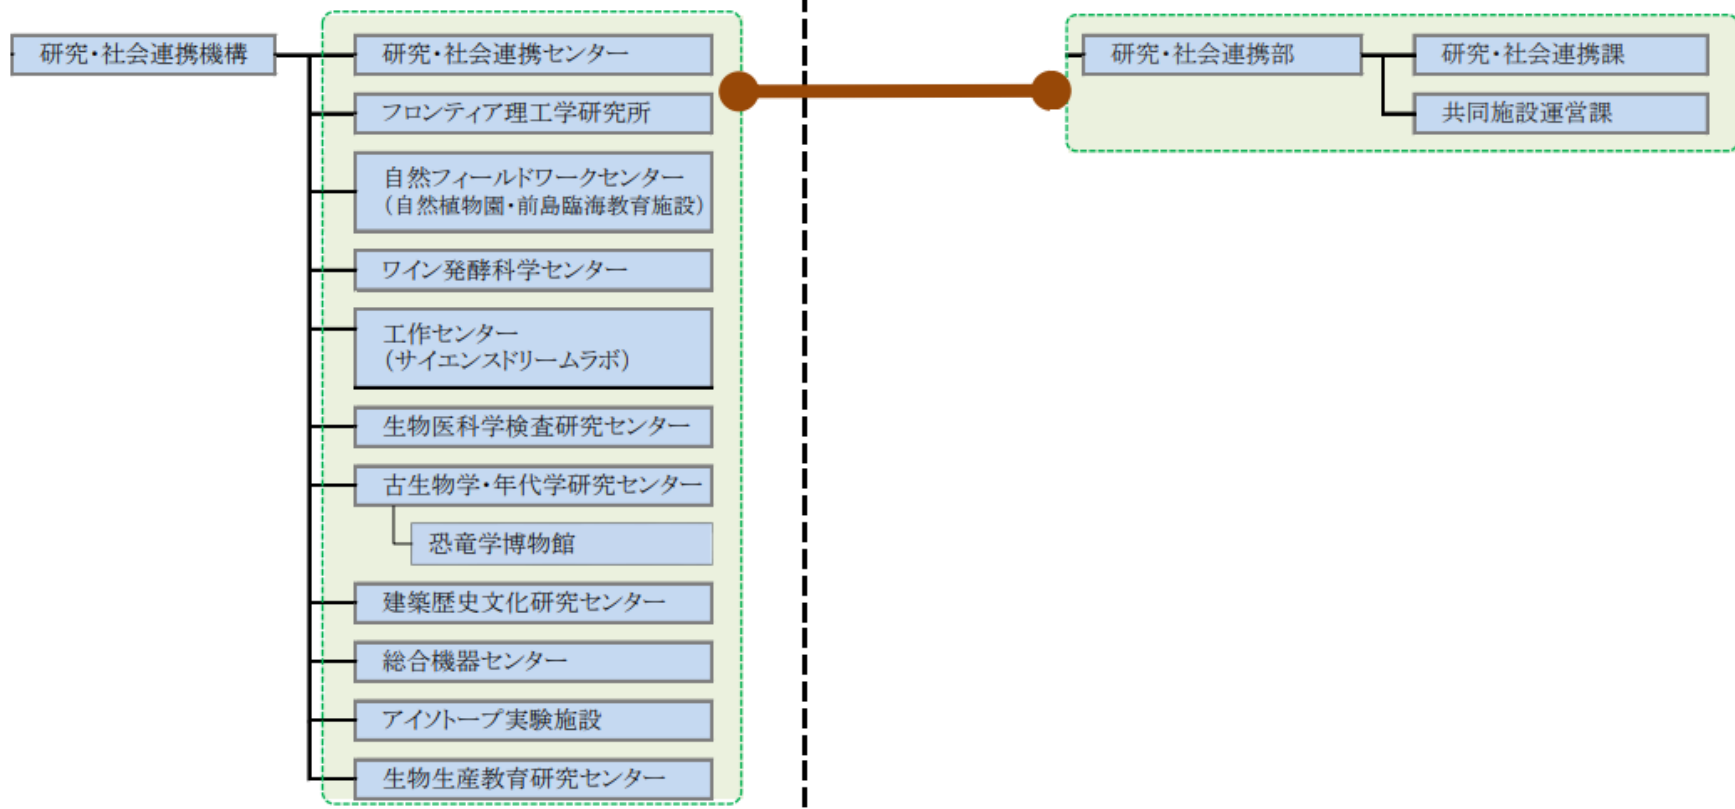 研究・社会連携機構
研究・社会連携センター
フロンティア理工学研究所
自然フィールドワークセンター
（自然植物園・前島臨海教育施設）
ワイン発酵科学センター
工作センター
（サイエンスドリームラボ）
生物医科学検査研究センター
古生物学・年代学研究センター
恐竜学博物館
建築歴史文化研究センター
総合機器センター
アイソトープ実験施設
生物生産教育研究センター
研究・社会連携部
研究・社会連携課
共同施設運営課